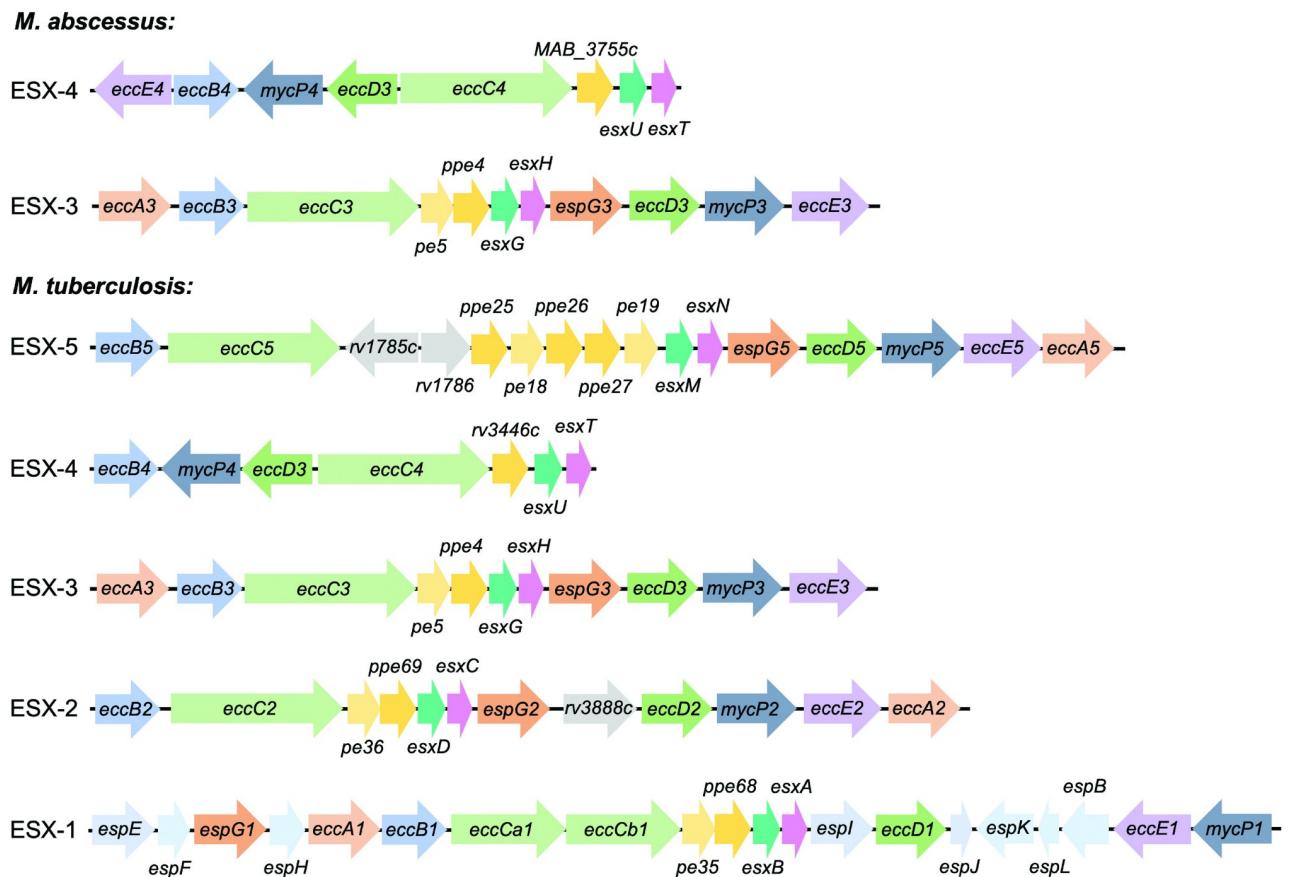 M. abscessus:
MAB_3755c
ESX-4 eccE4 eccB4 mycP4 eccD3 eccC4
esxU esxT
ppe4 esxH
ESX-3 eccA3 eccB3 eccC3 espG3 eccD3 mycP3 eccE3
pe5 esxG
M. tuberculosis:
ppe25 ppe26 pe19 esxN
ESX-5 eccB5 eccC5 rv1785c espG5 eccD5 mycP5 eccE5 eccA5
rv1786 pe18 ppe27 esxM
rv3446c esxT
ESX-4 eccB4 mycP4 eccD3 eccC4
esxU
ppe4 esxH
ESX-3 eccA3 eccB3 eccC3 espG3 eccD3 mycP3 eccE3
pe5 esxG
ppe69 esxC
ESX-2 eccB2 eccC2 espG2 rv3888c eccD2 mycP2 eccE2 eccA2
pe36 esxD
ppe68 esxA espB
ESX-1 espE espG1 eccA1 eccB1 eccCa1 eccCb1 espI eccD1 espK eccE1 mycP1
espF espH pe35 esxB espJ espL